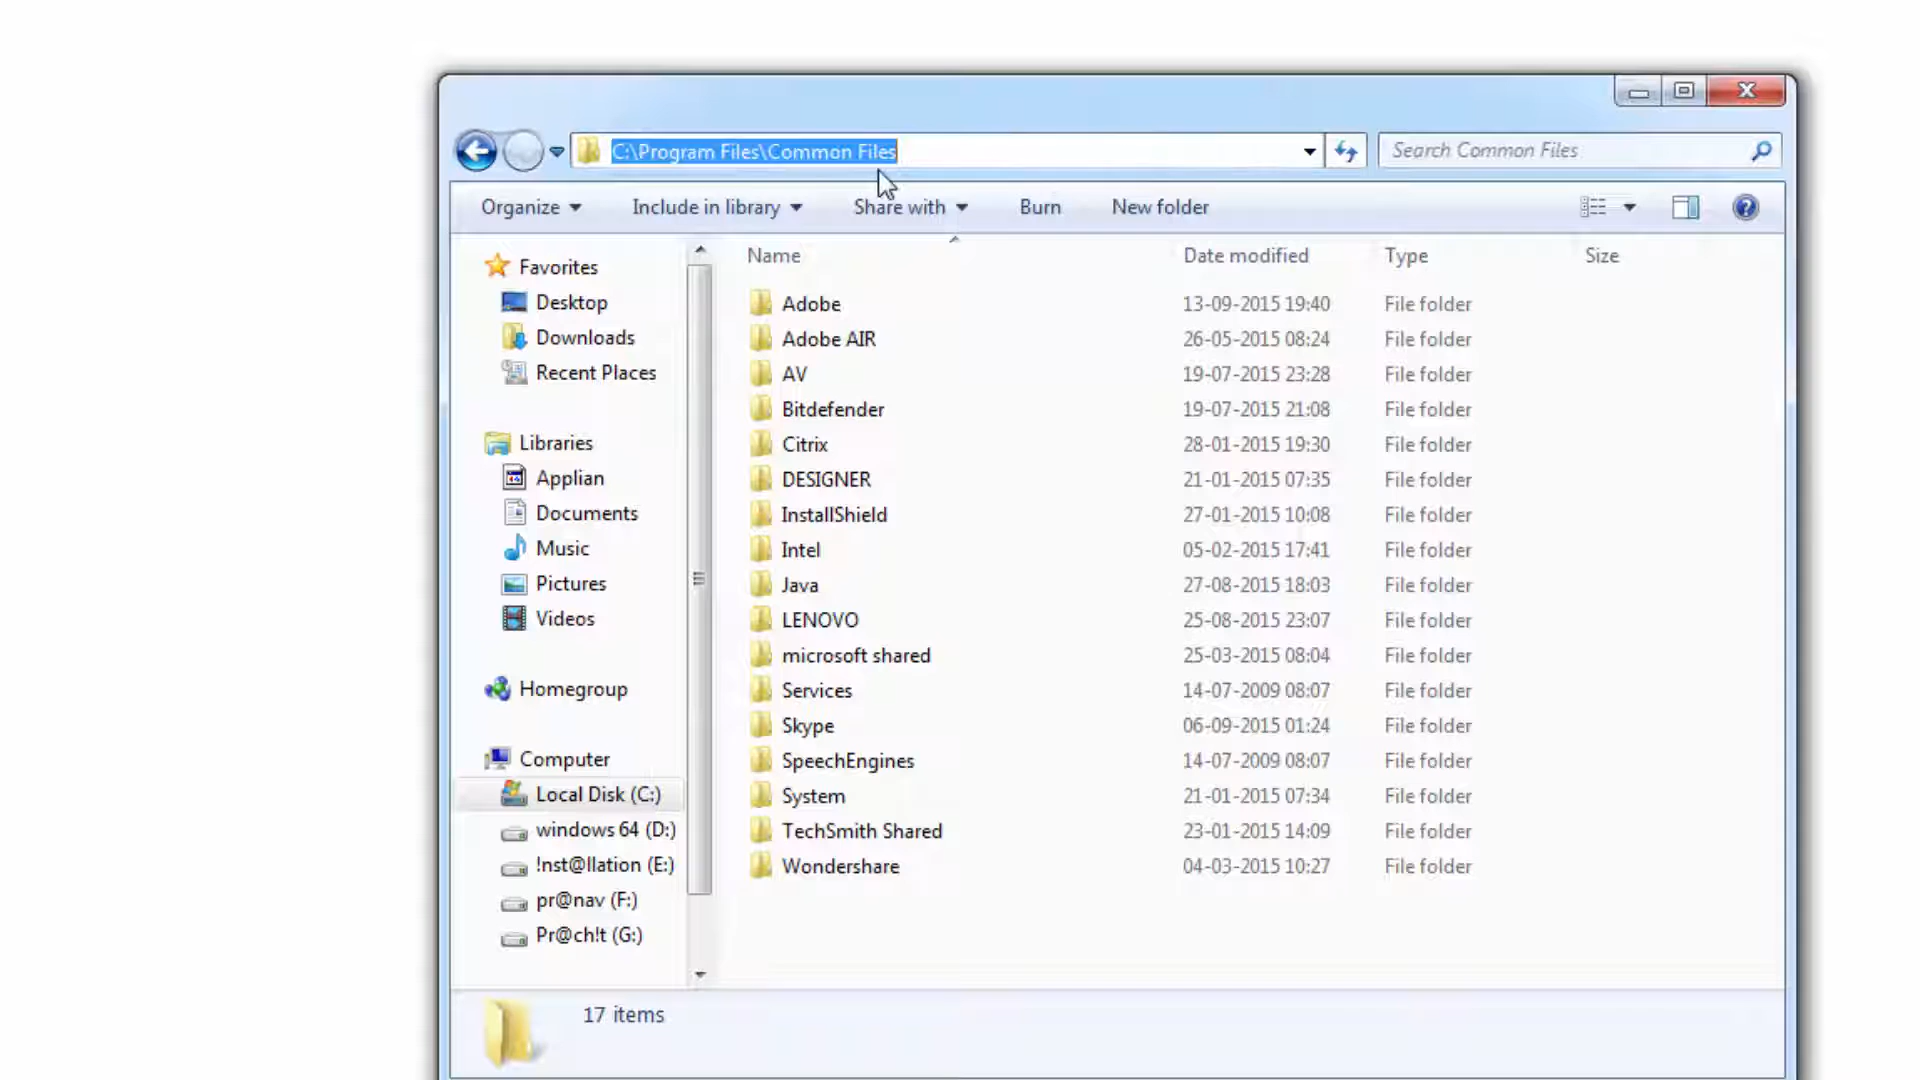 C:\Program Files\Common Files
Search Common Files
Organize Include in library Share with Burn New folder
Favorites
Desktop
Downloads
Recent Places
Libraries
Applian
Documents
Music
Pictures
Videos
Homegroup
Computer
Local Disk (C:)
windows 64 (D:)
!nst@llation (E:)
pr@nav (F:)
Pr@ch!t (G:)
Name Date modified Type Size
Adobe 13-09-2015 19:40 File folder
Adobe AIR 26-05-2015 08:24 File folder
AV 19-07-2015 23:28 File folder
Bitdefender 19-07-2015 21:08 File folder
Citrix 28-01-2015 19:30 File folder
DESIGNER 21-01-2015 07:35 File folder
InstallShield 27-01-2015 10:08 File folder
Intel 05-02-2015 17:41 File folder
Java 27-08-2015 18:03 File folder
LENOVO 25-08-2015 23:07 File folder
microsoft shared 25-03-2015 08:04 File folder
Services 14-07-2009 08:07 File folder
Skype 06-09-2015 01:24 File folder
SpeechEngines 14-07-2009 08:07 File folder
System 21-01-2015 07:34 File folder
TechSmith Shared 23-01-2015 14:09 File folder
Wondershare 04-03-2015 10:27 File folder
17 items